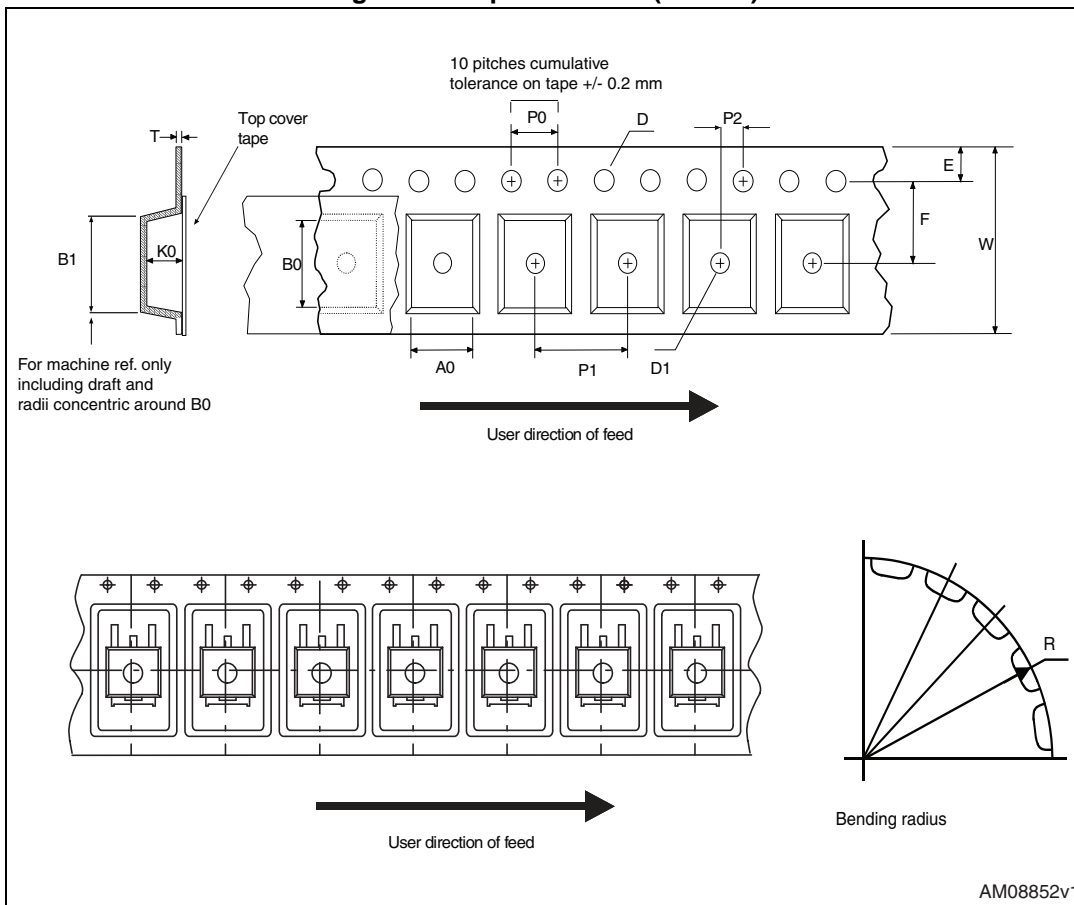 10 pitches cumulative
tolerance on tape +/- 0.2 mm
P0
D
P2
T
Top cover
tape
E
F
W
B1
K0
B0
For machine ref. only
including draft and
radii concentric around B0
A0
P1
D1
User direction of feed
R
Bending radius
User direction of feed
AM08852v1